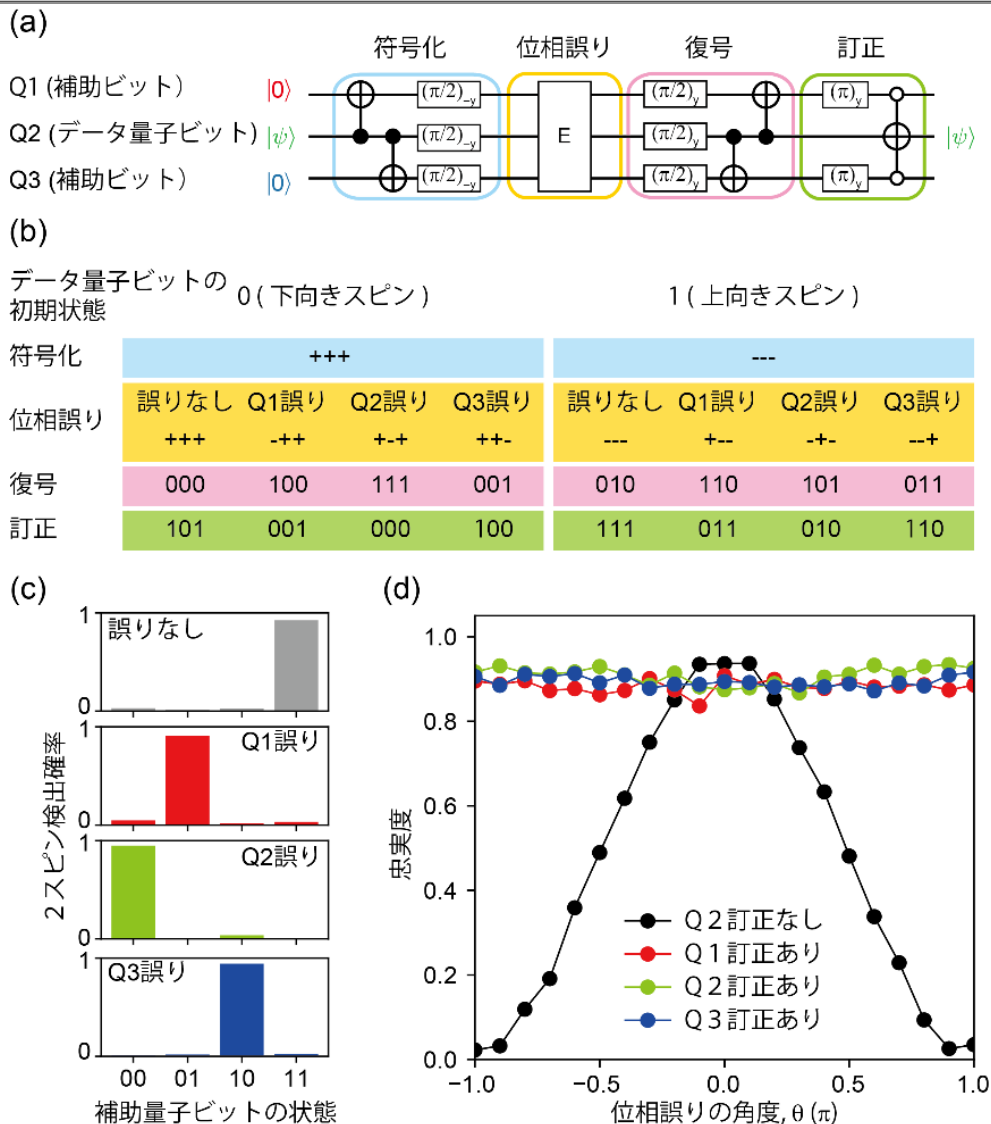 (a)
符号化 位相誤り 復号 訂正
Q1 (補助ビット) |0⟩ (π/2)₋y (π/2)y (π)y
Q2 (データ量子ビット) |ψ⟩ (π/2)₋y E (π/2)y |ψ⟩
Q3 (補助ビット) |0⟩ (π/2)₋y (π/2)y (π)y
(b)
データ量子ビットの
初期状態
0 ( 下向きスピン ) 1 ( 上向きスピン )
符号化 +++ ---
位相誤り
誤りなし Q1誤り Q2誤り Q3誤り 誤りなし Q1誤り Q2誤り Q3誤り
+++ -++ +-+ ++- --- +-- -+- --+
復号 000 100 111 001 010 110 101 011
訂正 101 001 000 100 111 011 010 110
(c)
2スピン検出確率
1
誤りなし
0
1
Q1誤り
0
1
Q2誤り
0
1
Q3誤り
0
00 01 10 11
補助量子ビットの状態
(d)
忠実度
1.0
0.8
0.6
0.4
0.2
0.0
Q2訂正なし
Q1訂正あり
Q2訂正あり
Q3訂正あり
−1.0 −0.5 0.0 0.5 1.0
位相誤りの角度, θ (π)